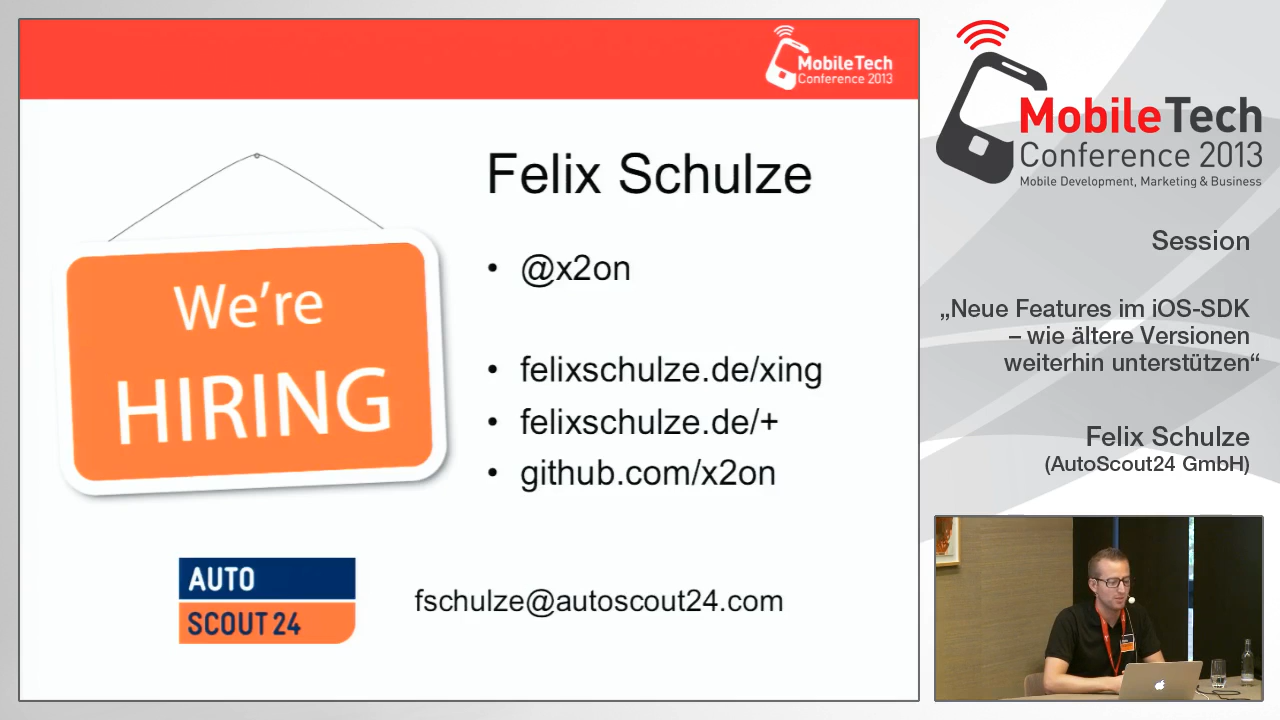 MobileTech
Conference 2013
Felix Schulze
• @x2on
• felixschulze.de/xing
• felixschulze.de/+
• github.com/x2on
We're
HIRING
AUTO
SCOUT 24
fschulze@autoscout24.com
MobileTech
Conference 2013
Mobile Development, Marketing & Business
Session
„Neue Features im iOS-SDK
– wie ältere Versionen
weiterhin unterstützen“
Felix Schulze
(AutoScout24 GmbH)